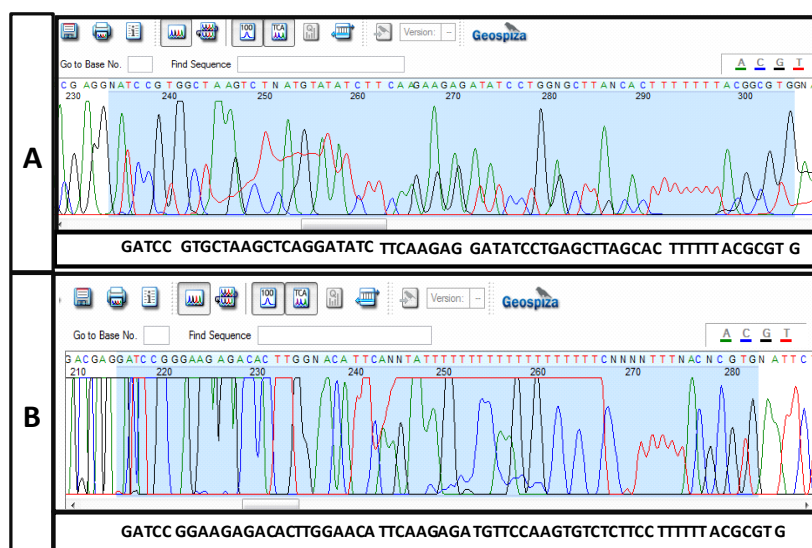 Version:
Geospiza
Go to Base No. Find Sequence
A C G T
CGAGGNATCCGTGGCTAAGTCTNATGTATATCTTCAAGAAGAGATATCCTGGNGCTTANCACTTTTTTTTACGGCGTGGN
230 240 250 260 270 280 290 300
A
GATCC GTGCTAAGCTCAGGATATC TTCAAGAG GATATCCTGAGCTTAGCAC TTTTTT ACGCGT G
Version:
Geospiza
Go to Base No. Find Sequence
A C G T
GACGAGGATCCGGGAAGAGACACTTGGNACATTCANNTATTTTTTTTTTTTTTTTTTTTTCNNNNTTTNACNCGTGNATTC
210 220 230 240 250 260 270 280
B
GATCC GGAAGAGACACTTGGAACA TTCAAGAGA TGTTCCAAGTGTCTCTTCC TTTTTT ACGCGT G